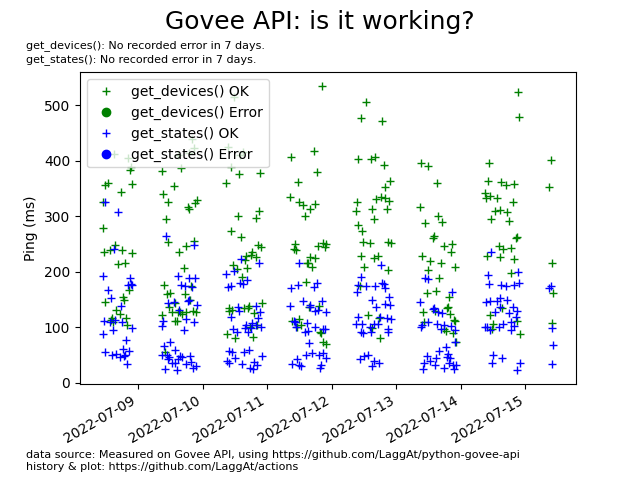 Govee API: is it working?
get_devices(): No recorded error in 7 days.
get_states(): No recorded error in 7 days.
get_devices() OK
get_devices() Error
get_states() OK
get_states() Error
Ping (ms)
500
400
300
200
100
0
2022-07-09
2022-07-10
2022-07-11
2022-07-12
2022-07-13
2022-07-14
2022-07-15
data source: Measured on Govee API, using https://github.com/LaggAt/python-govee-api
history & plot: https://github.com/LaggAt/actions